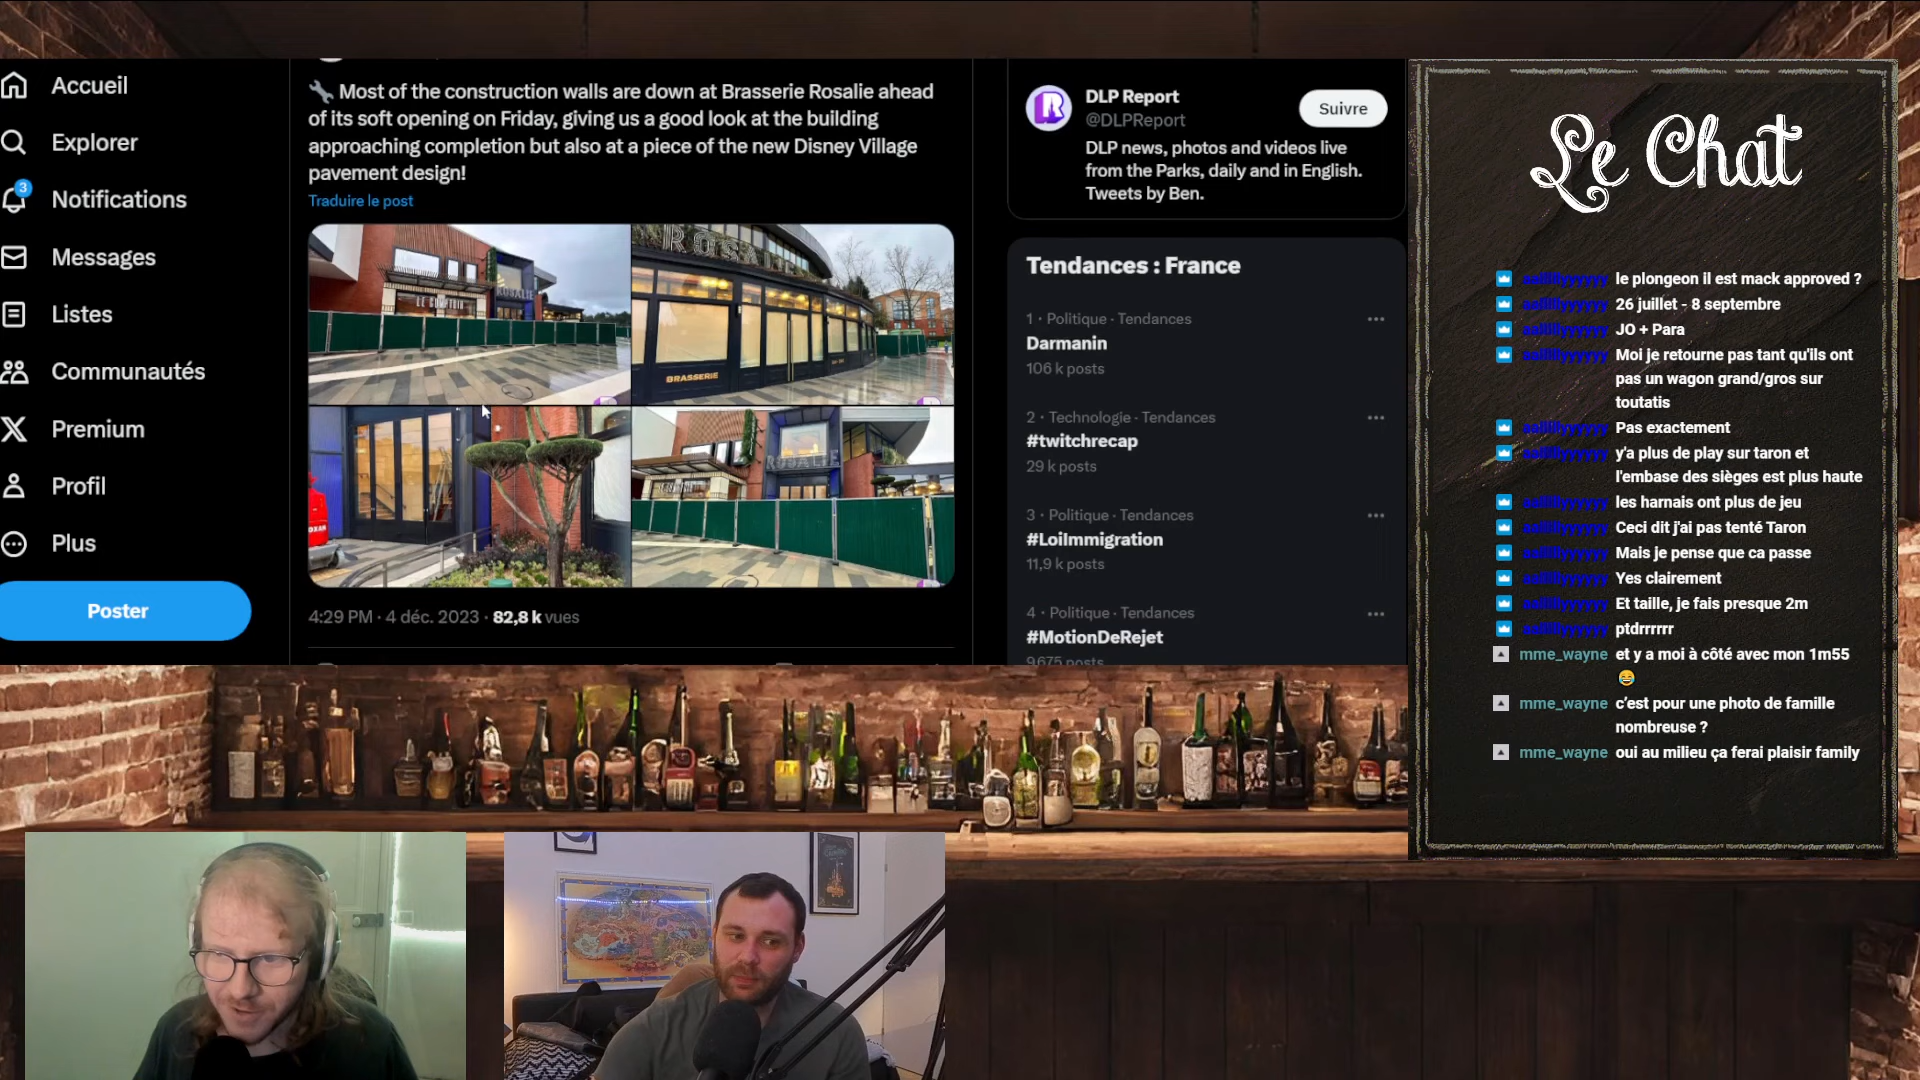 Accueil
Explorer
3
Notifications
Messages
Listes
Communautés
Premium
Profil
Plus
Poster
Most of the construction walls are down at Brasserie Rosalie ahead
of its soft opening on Friday, giving us a good look at the building
approaching completion but also at a piece of the new Disney Village
pavement design!
Traduire le post
LE COMPTOIR
ROSALIE
ROSA
BRASSERIE
ROSALIE
4:29 PM · 4 déc. 2023 · 82,8 k vues
DLP Report
@DLPReport
Suivre
DLP news, photos and videos live
from the Parks, daily and in English.
Tweets by Ben.
Tendances : France
1 · Politique · Tendances
Darmanin
106 k posts
2 · Technologie · Tendances
#twitchrecap
29 k posts
3 · Politique · Tendances
#LoiImmigration
11,9 k posts
4 · Politique · Tendances
#MotionDeRejet
9 675 posts
Le Chat
le plongeon il est mack approved ?
26 juillet - 8 septembre
JO + Para
Moi je retourne pas tant qu'ils ont
pas un wagon grand/gros sur
toutatis
Pas exactement
y'a plus de play sur taron et
l'embase des sièges est plus haute
les harnais ont plus de jeu
Ceci dit j'ai pas tenté Taron
Mais je pense que ca passe
Yes clairement
Et taille, je fais presque 2m
ptdrrrrrr
mme_wayne et y a moi à côté avec mon 1m55
😂
mme_wayne c'est pour une photo de famille
nombreuse ?
mme_wayne oui au milieu ça ferai plaisir family